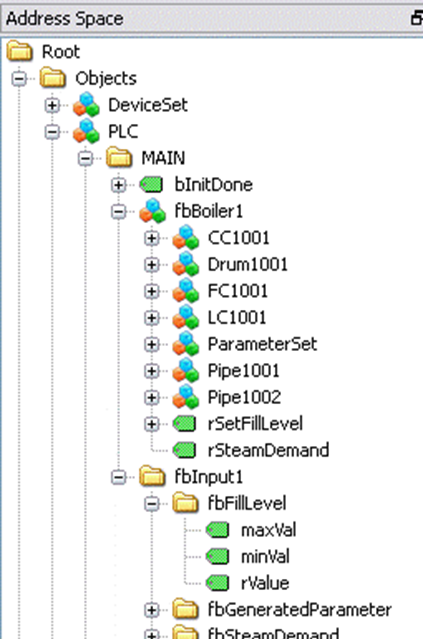 Address Space
Root
Objects
DeviceSet
PLC
MAIN
bInitDone
fbBoiler1
CC1001
Drum1001
FC1001
LC1001
ParameterSet
Pipe1001
Pipe1002
rSetFillLevel
rSteamDemand
fbInput1
fbFillLevel
maxVal
minVal
rValue
fbGeneratedParameter
fbSteamDemand